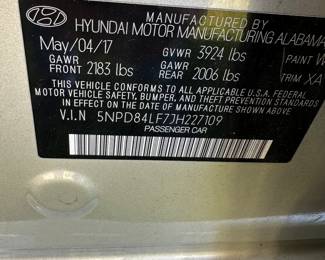 MANUFACTURED BY
HYUNDAI MOTOR MANUFACTURING ALABAMA
May/04/17 GVWR 3924 lbs PAINT
GAWR FRONT 2183 lbs GAWR REAR 2006 lbs TRIM
THIS VEHICLE CONFORMS TO ALL APPLICABLE U.S. FEDERAL
MOTOR VEHICLE SAFETY, BUMPER, AND THEFT PREVENTION STANDARDS
IN EFFECT ON THE DATE OF MANUFACTURE SHOWN ABOVE.
V.I.N 5NPD84LF7JH227109
PASSENGER CAR